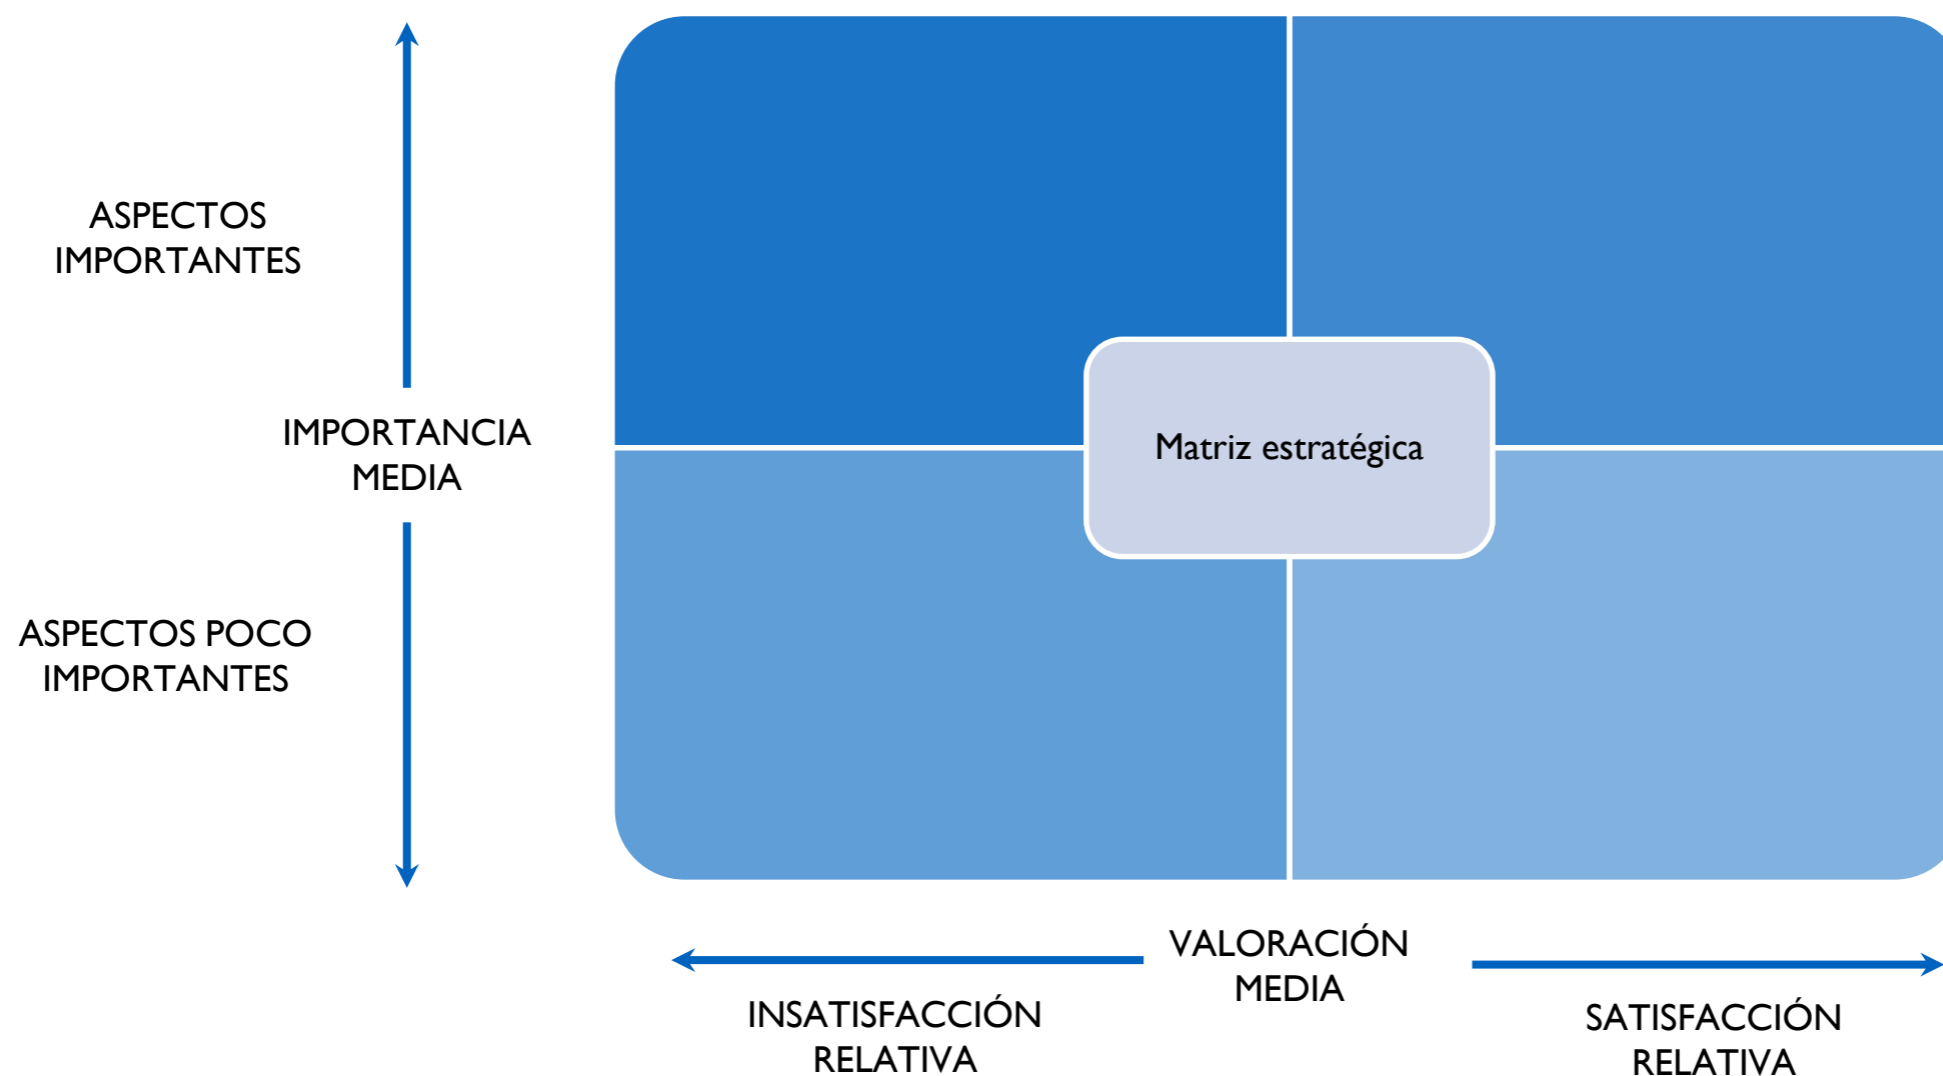 ASPECTOS
IMPORTANTES
IMPORTANCIA
MEDIA
Matriz estratégica
ASPECTOS POCO
IMPORTANTES
VALORACIÓN
MEDIA
INSATISFACCIÓN
RELATIVA
SATISFACCIÓN
RELATIVA